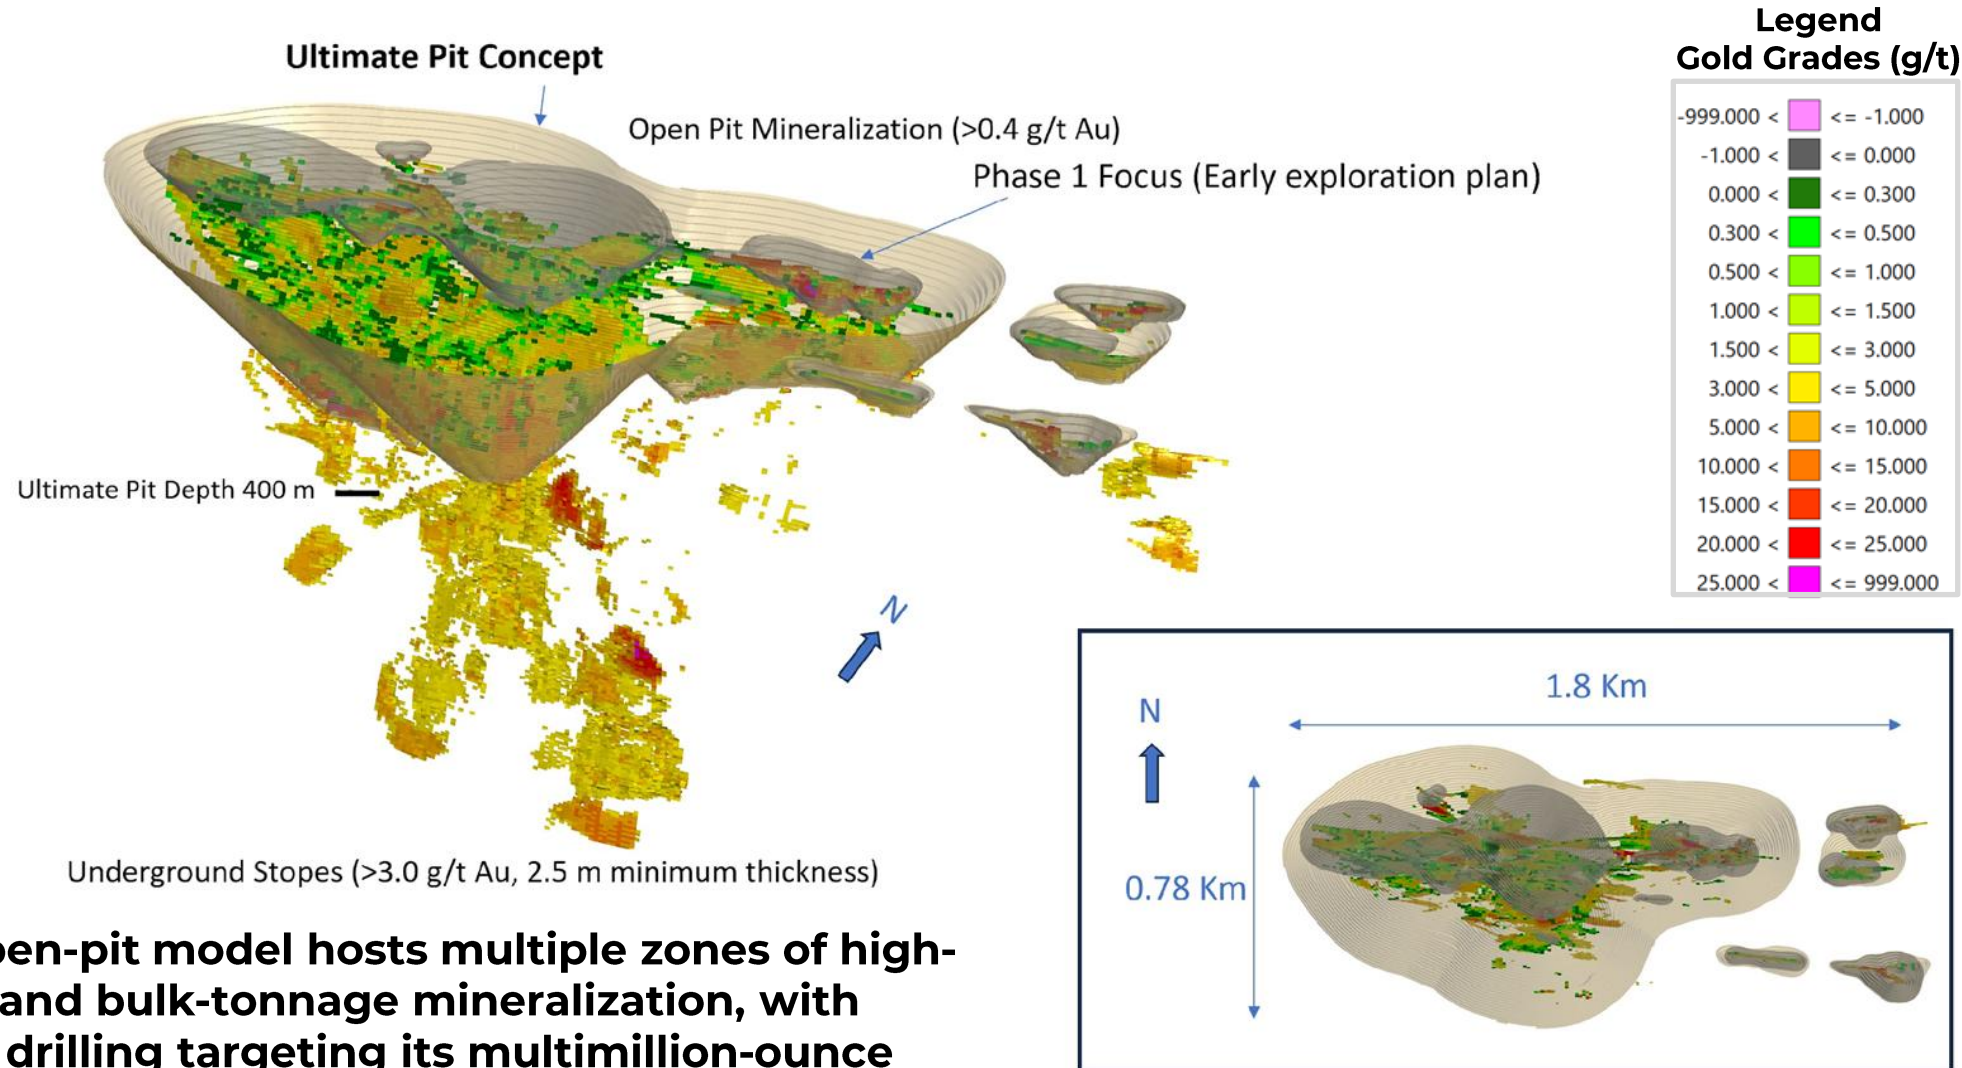 Ultimate Pit Concept
Open Pit Mineralization (>0.4 g/t Au)
Phase 1 Focus (Early exploration plan)
Ultimate Pit Depth 400 m
N
Underground Stopes (>3.0 g/t Au, 2.5 m minimum thickness)
pen-pit model hosts multiple zones of high-
and bulk-tonnage mineralization, with
drilling targeting its multimillion-ounce
Legend
Gold Grades (g/t)
-999.000 < <= -1.000
-1.000 < <= 0.000
0.000 < <= 0.300
0.300 < <= 0.500
0.500 < <= 1.000
1.000 < <= 1.500
1.500 < <= 3.000
3.000 < <= 5.000
5.000 < <= 10.000
10.000 < <= 15.000
15.000 < <= 20.000
20.000 < <= 25.000
25.000 < <= 999.000
1.8 Km
N
0.78 Km